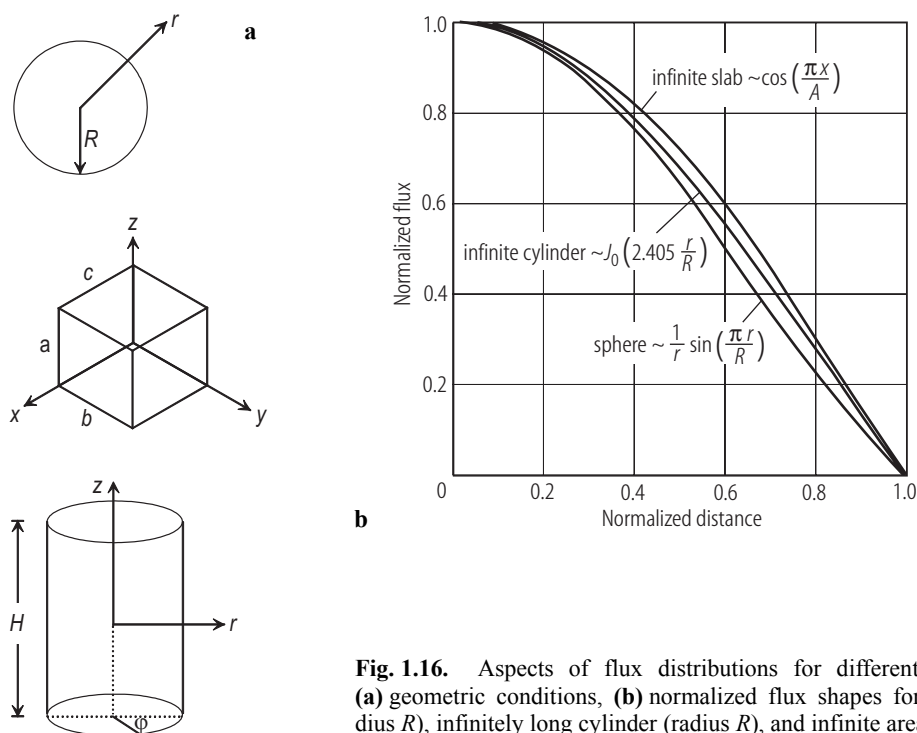 a
r
R
z
c
a
x
b
y
z
H
r
φ
1.0
0.8
0.6
0.4
0.2
0
0.2
0.4
0.6
0.8
1.0
Normalized flux
Normalized distance
infinite slab ~cos (πx/A)
infinite cylinder ~J₀ (2.405 r/R)
sphere ~ 1/r sin (πr/R)
b
Fig. 1.16. Aspects of flux distributions for different
(a) geometric conditions, (b) normalized flux shapes for
dius R), infinitely long cylinder (radius R), and infinite area